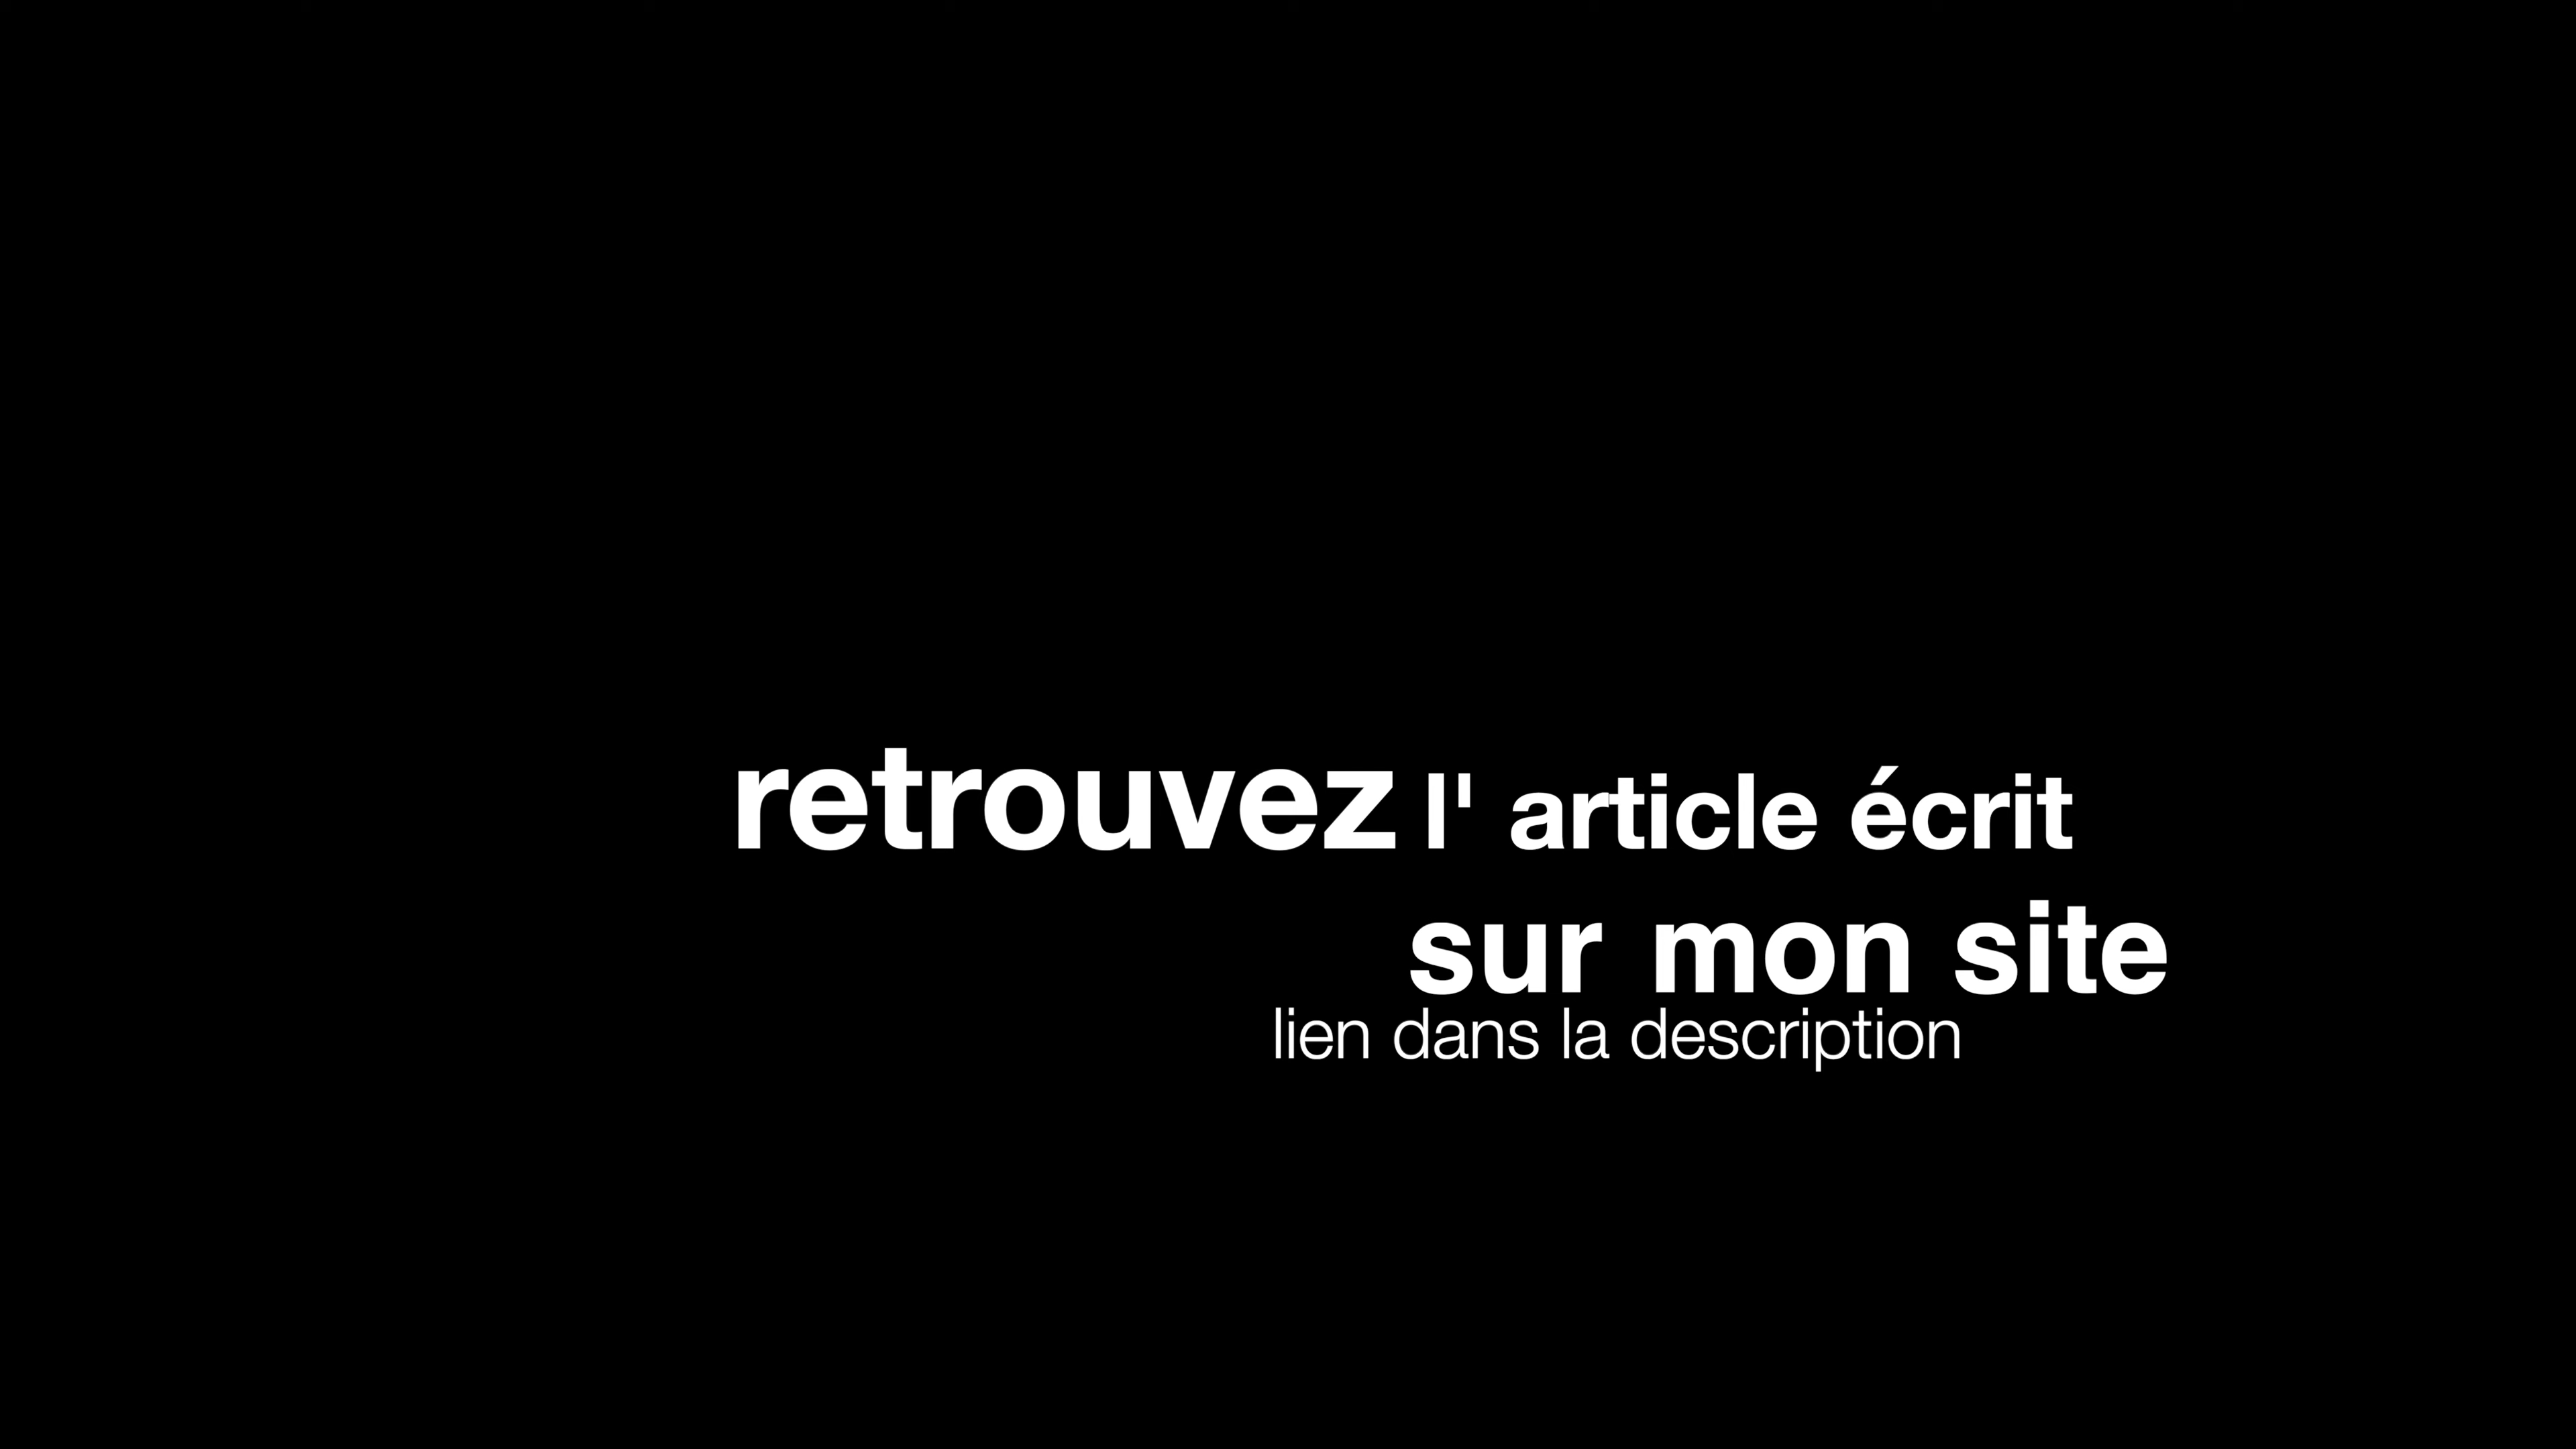 retrouvez l' article écrit
sur mon site
lien dans la description